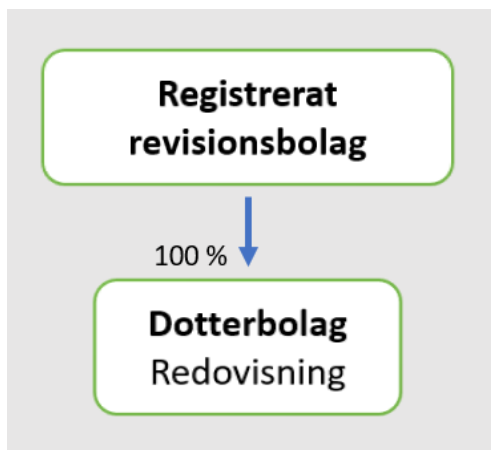 Registrerat
revisionsbolag
100 %
Dotterbolag
Redovisning